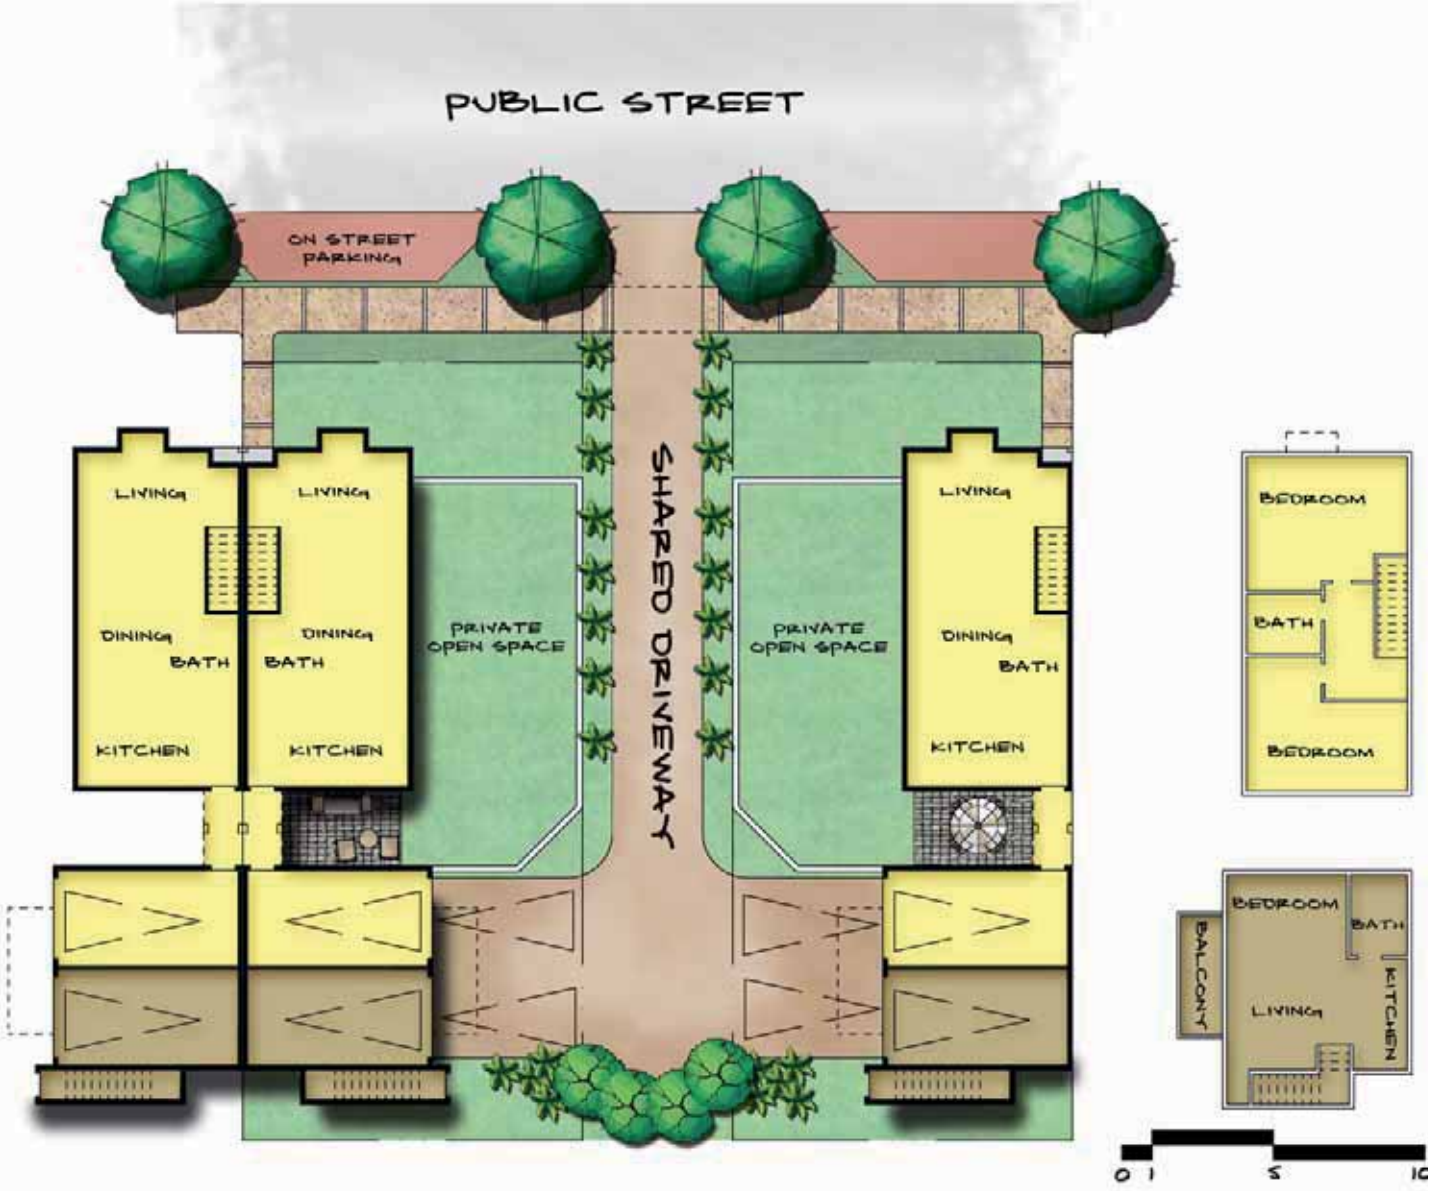 PUBLIC STREET
ON STREET
PARKING
SHARED DRIVEWAY
LIVING
LIVING
LIVING
BEDROOM
DINING
BATH
DINING
BATH
PRIVATE
OPEN SPACE
PRIVATE
OPEN SPACE
DINING
BATH
BATH
KITCHEN
KITCHEN
KITCHEN
BEDROOM
BEDROOM
BATH
BALCONY
LIVING
KITCHEN
0 1 5 10